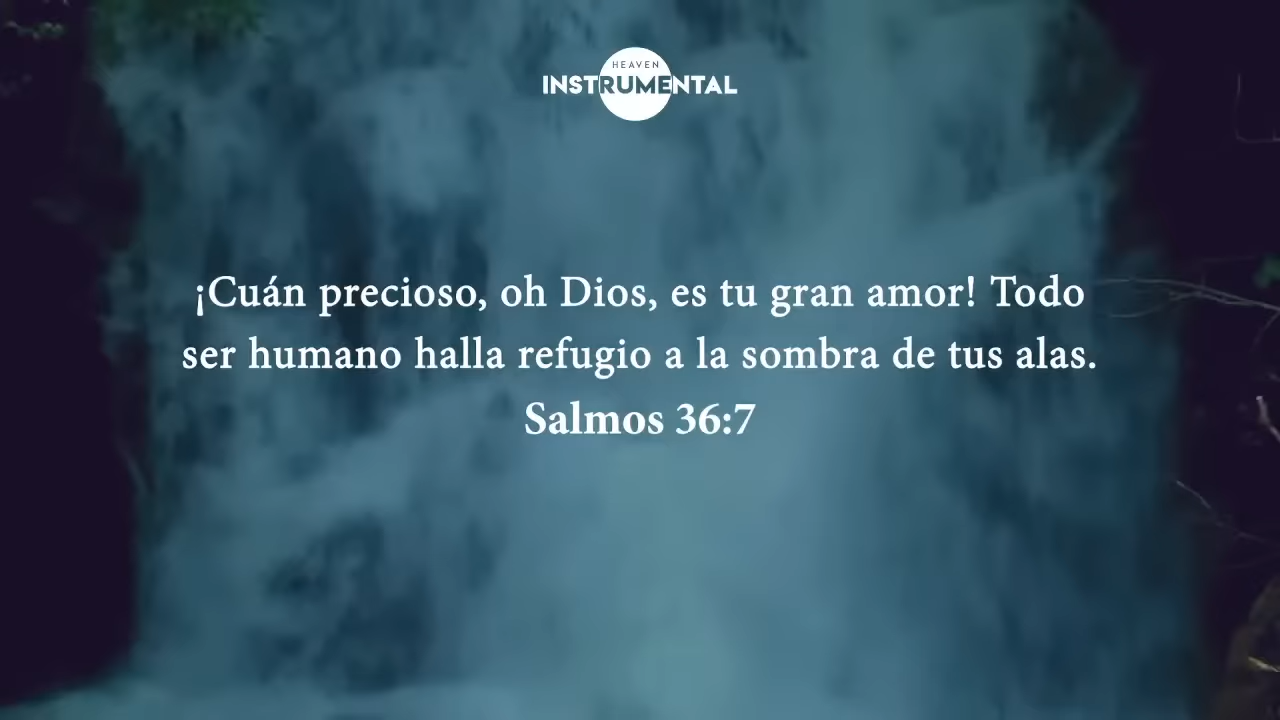 HEAVEN
INSTRUMENTAL
¡Cuán precioso, oh Dios, es tu gran amor! Todo
ser humano halla refugio a la sombra de tus alas.
Salmos 36:7